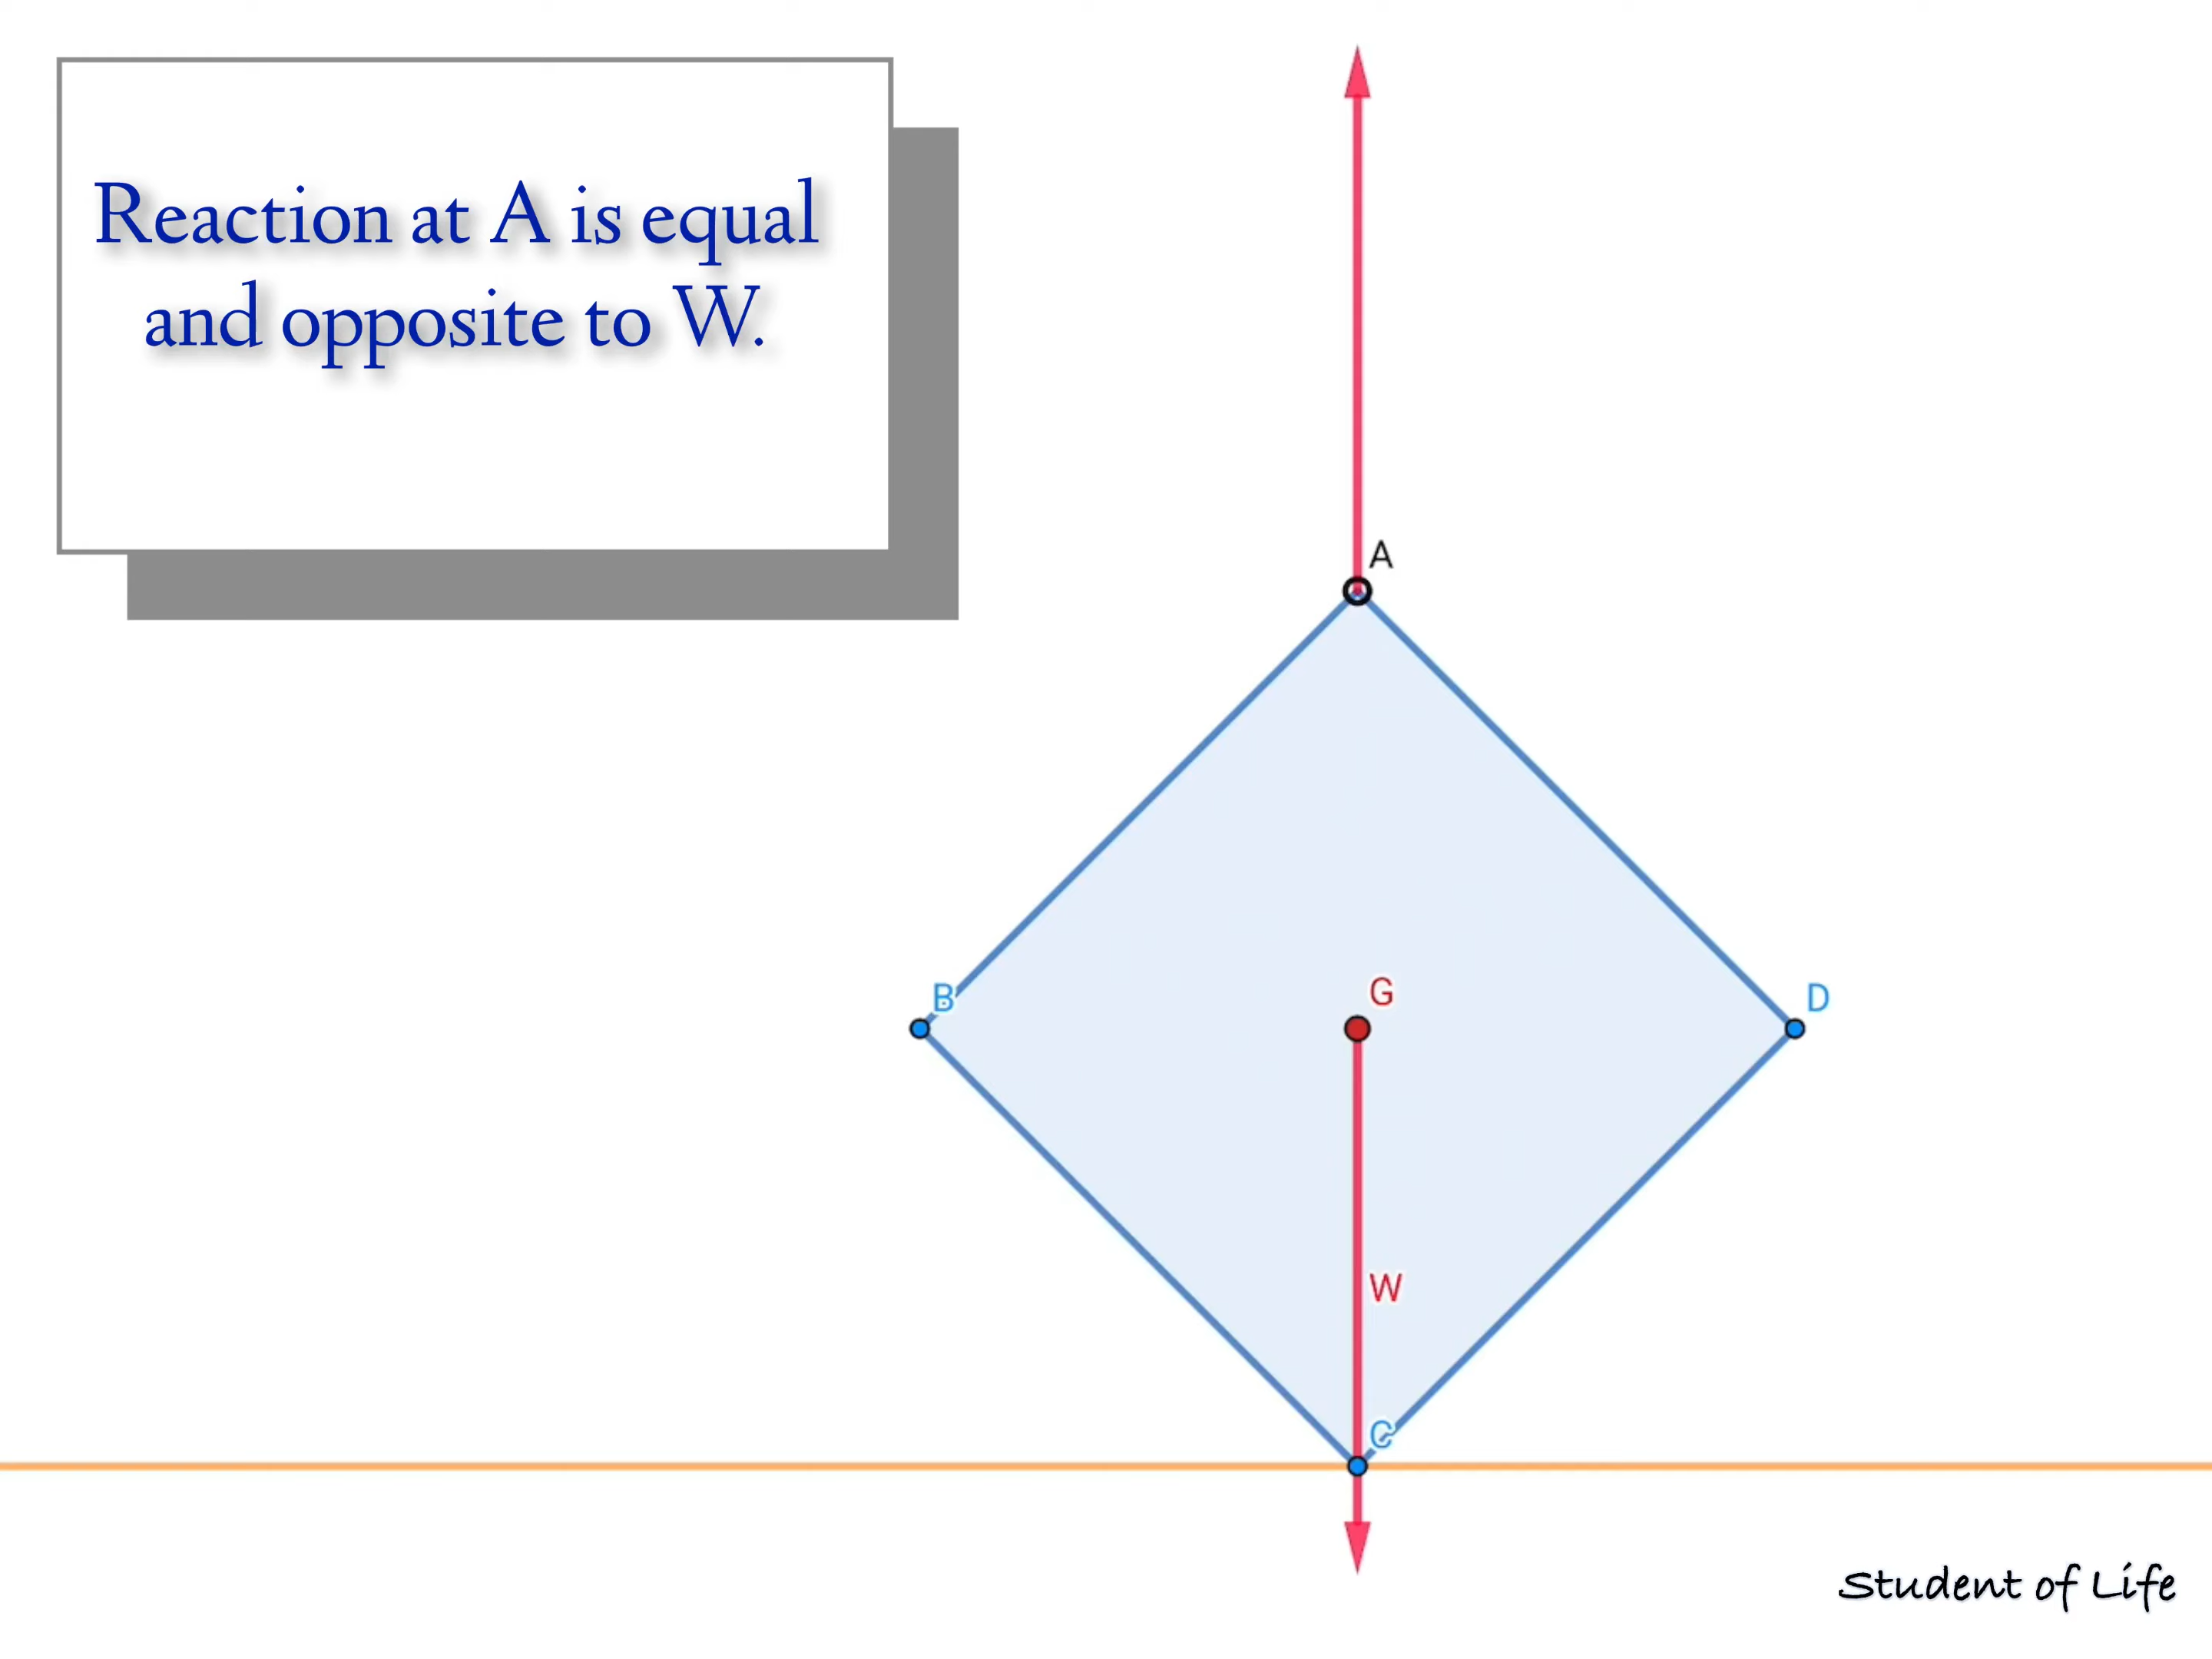 Reaction at A is equal
and opposite to W.
A
B
G
D
W
C
Student of Life